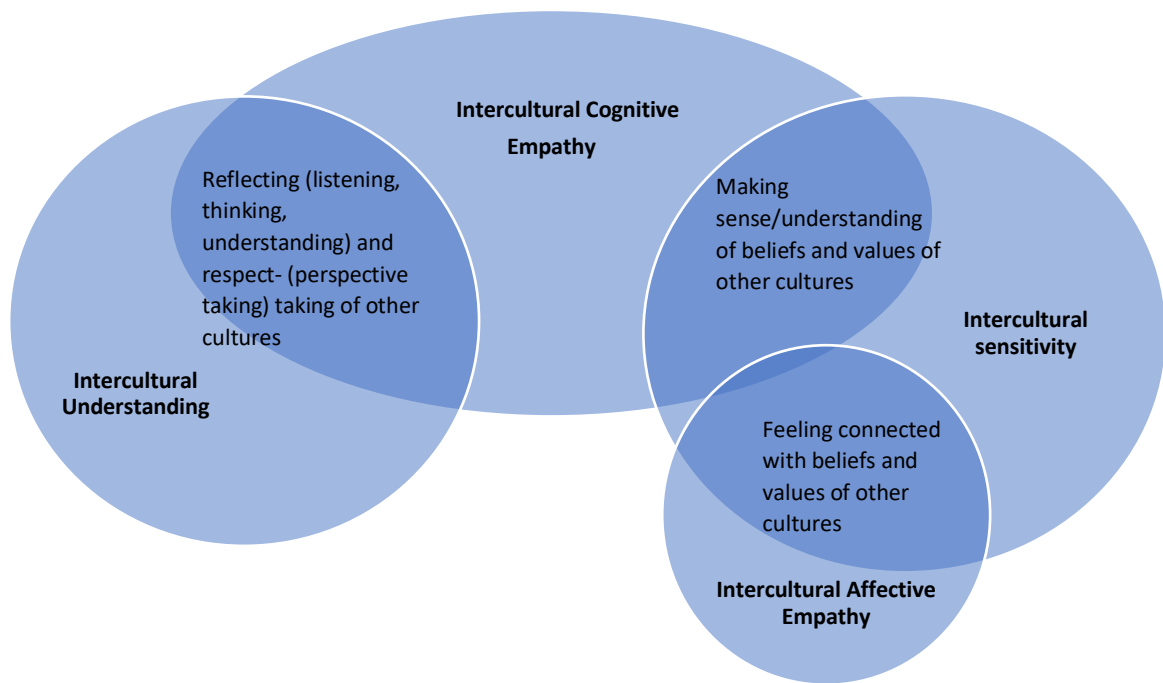 Intercultural Cognitive
Empathy
Reflecting (listening,
thinking,
understanding) and
respect- (perspective
taking) taking of other
cultures
Making
sense/understanding
of beliefs and values of
other cultures
Intercultural
sensitivity
Intercultural
Understanding
Feeling connected
with beliefs and
values of other
cultures
Intercultural Affective
Empathy